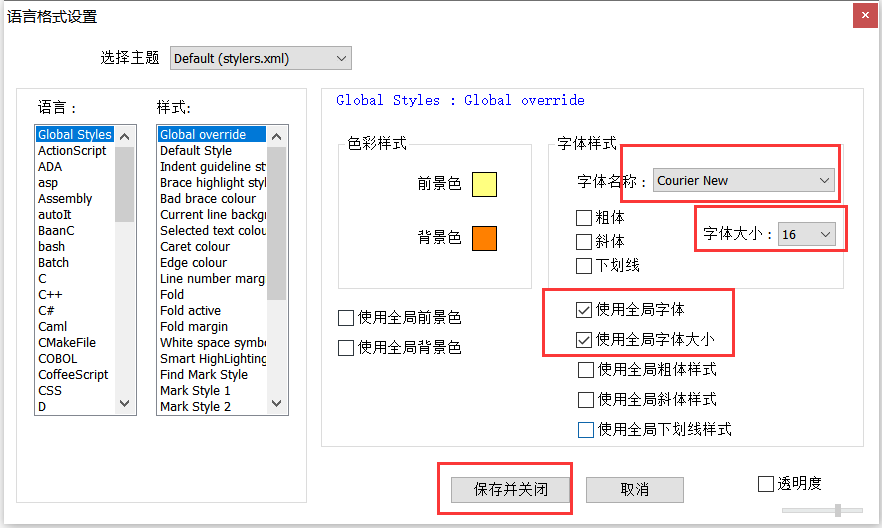 语言格式设置
选择主题 Default (stylers.xml)
语言：
Global Styles
ActionScript
ADA
asp
Assembly
autoIt
BaanC
bash
Batch
C
C++
C#
Caml
CMakeFile
COBOL
CoffeeScript
CSS
D
样式:
Global override
Default Style
Indent guideline st
Brace highlight styl
Bad brace colour
Current line backgr
Selected text colou
Caret colour
Edge colour
Line number marg
Fold
Fold active
Fold margin
White space symbo
Smart HighLighting
Find Mark Style
Mark Style 1
Mark Style 2
Global Styles : Global override
色彩样式
前景色
背景色
字体样式
字体名称： Courier New
粗体
斜体
下划线
字体大小： 16
使用全局前景色
使用全局背景色
使用全局字体
使用全局字体大小
使用全局粗体样式
使用全局斜体样式
使用全局下划线样式
保存并关闭
取消
透明度